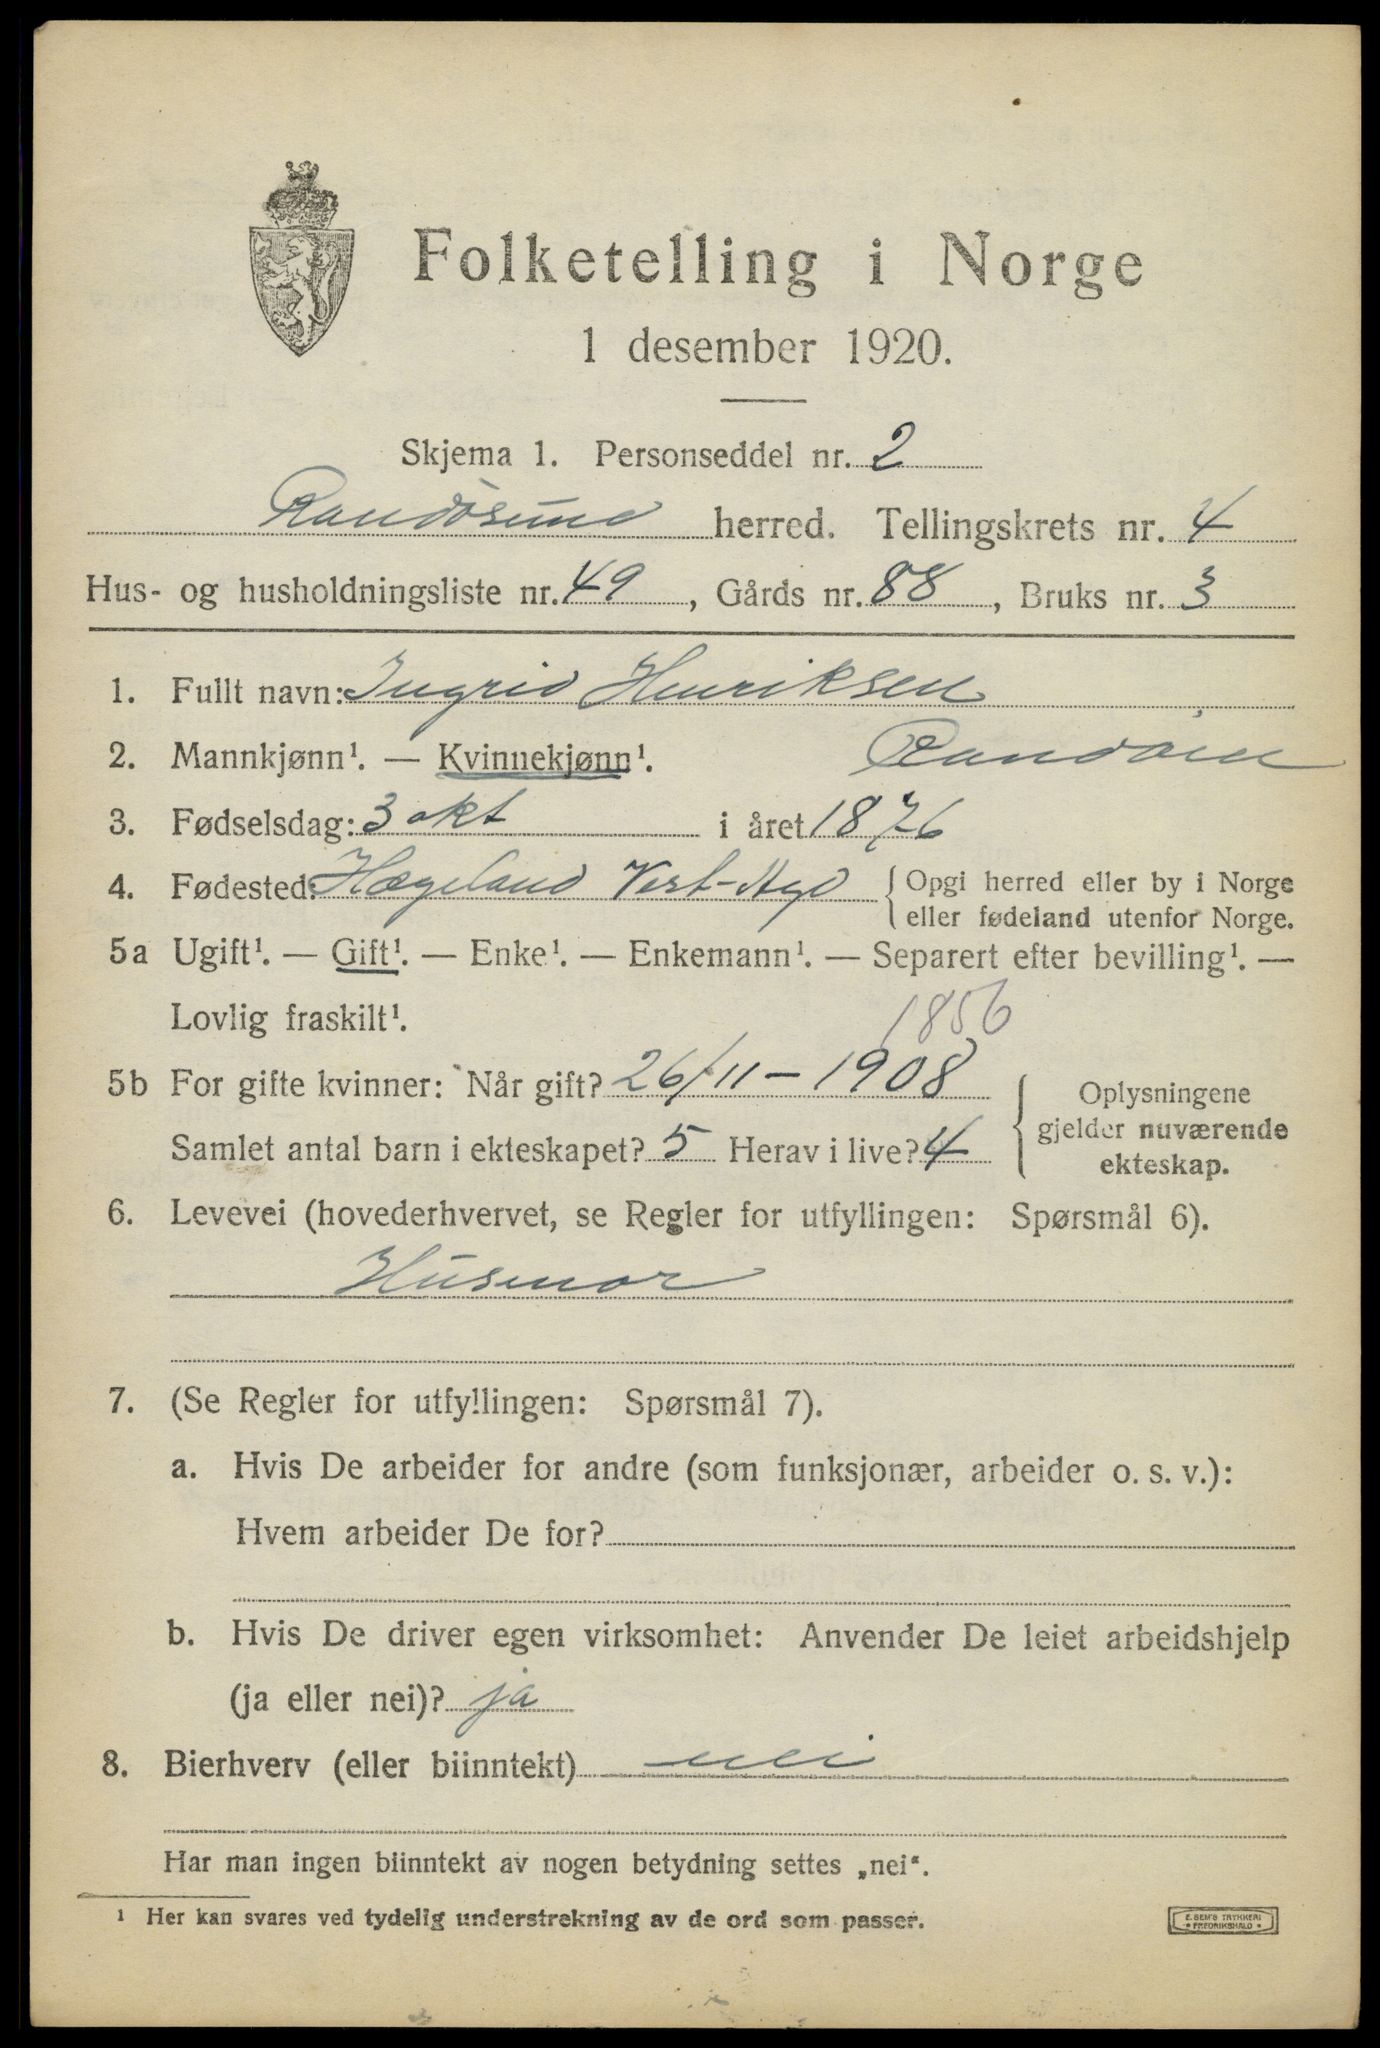 Folketelling i Norge
1 desember 1920.
Skjema 1. Personseddel nr. 2
Randøsund herred. Tellingskrets nr. 4
Hus- og husholdningsliste nr. 49, Gårds nr. 88, Bruks nr. 3
1. Fullt navn: Ingrid Henriksen
2. Mannkjønn¹. — Kvinnekjønn¹. Randøen
3. Fødselsdag: 3 okt i året 1876
4. Fødested: Hægeland Vest-Agd { Opgi herred eller by i Norge
eller fødeland utenfor Norge.
5a Ugift¹. — Gift¹. — Enke¹. — Enkemann¹. — Separert efter bevilling¹. —
Lovlig fraskilt¹. 1856
5b For gifte kvinner: Når gift? 26/11 – 1908
Samlet antal barn i ekteskapet? 5 Herav i live? 4
{ Oplysningene
gjelder nuværende
ekteskap.
6. Levevei (hovederhvervet, se Regler for utfyllingen: Spørsmål 6).
Husmor
7. (Se Regler for utfyllingen: Spørsmål 7).
a. Hvis De arbeider for andre (som funksjonær, arbeider o. s. v.):
Hvem arbeider De for?
b. Hvis De driver egen virksomhet: Anvender De leiet arbeidshjelp
(ja eller nei)? ja
8. Bierhverv (eller biinntekt) nei
Har man ingen biinntekt av nogen betydning settes „nei“.
¹ Her kan svares ved tydelig understrekning av de ord som passer.
E. SEM'S TRYKKERI
FREDRIKSHALD